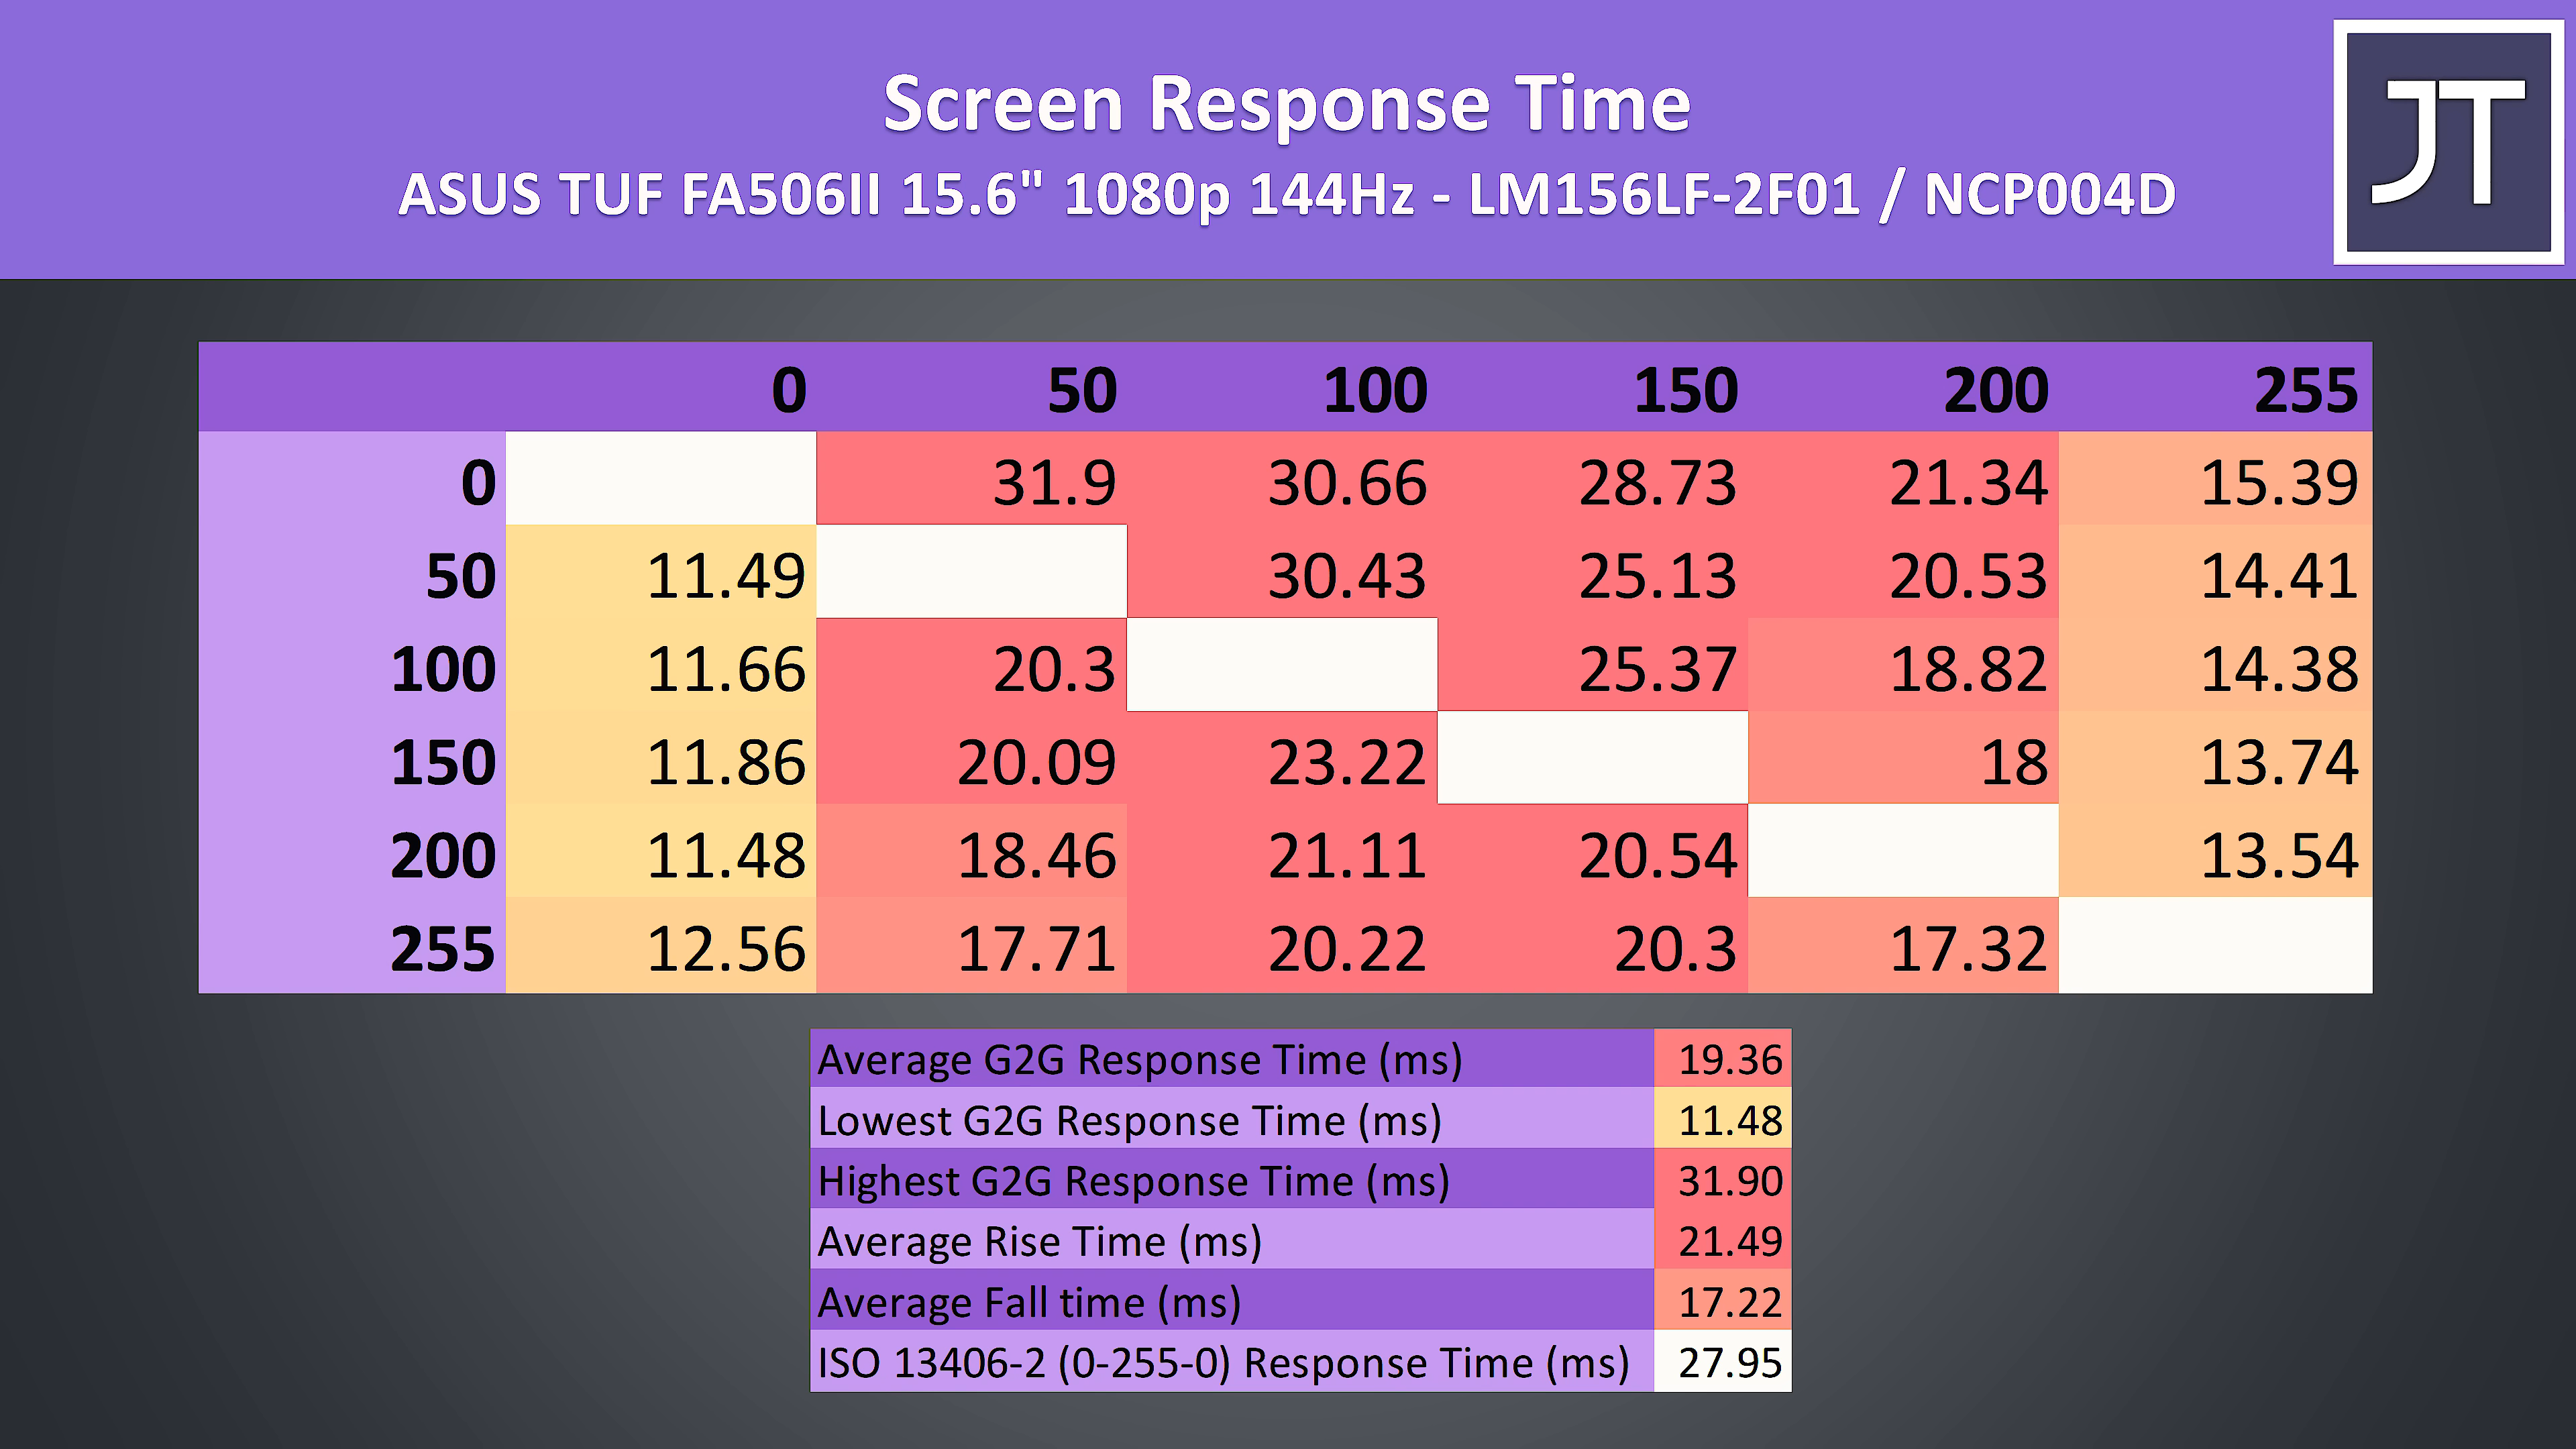 Screen Response Time
ASUS TUF FA506II 15.6" 1080p 144Hz - LM156LF-2F01 / NCP004D
JT
0 50 100 150 200 255
0 31.9 30.66 28.73 21.34 15.39
50 11.49 30.43 25.13 20.53 14.41
100 11.66 20.3 25.37 18.82 14.38
150 11.86 20.09 23.22 18 13.74
200 11.48 18.46 21.11 20.54 13.54
255 12.56 17.71 20.22 20.3 17.32
Average G2G Response Time (ms) 19.36
Lowest G2G Response Time (ms) 11.48
Highest G2G Response Time (ms) 31.90
Average Rise Time (ms) 21.49
Average Fall time (ms) 17.22
ISO 13406-2 (0-255-0) Response Time (ms) 27.95